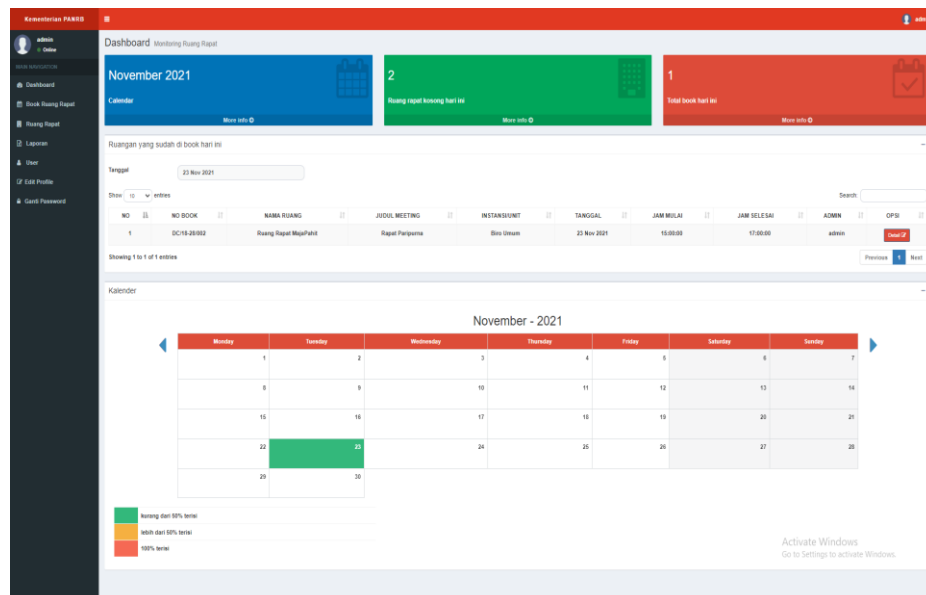 Kementerian PANRB
admin
admin
Online
MAIN NAVIGATION
Dashboard
Book Ruang Rapat
Ruang Rapat
Laporan
User
Edit Profile
Ganti Password
Dashboard Monitoring Ruang Rapat
November 2021
Calendar
More info
2
Ruang rapat kosong hari ini
More info
1
Total book hari ini
More info
Ruangan yang sudah di book hari ini
Tanggal 23 Nov 2021
Show 10 entries Search:
NO NO BOOK NAMA RUANG JUDUL MEETING INSTANSI/UNIT TANGGAL JAM MULAI JAM SELESAI ADMIN OPSI
1 Ruang Rapat MajaPahit Rapat Paripurna Biro Umum 23 Nov 2021 15:00:00 17:00:00 admin Detail
Showing 1 to 1 of 1 entries Previous 1 Next
Kalender
November - 2021
Monday Tuesday Wednesday Thursday Friday Saturday Sunday
1 2 3 4 5 6 7
8 9 10 11 12 13 14
15 16 17 18 19 20 21
22 23 24 25 26 27 28
29 30
kurang dari 50% terisi
lebih dari 50% terisi
100% terisi
Activate Windows
Go to Settings to activate Windows.